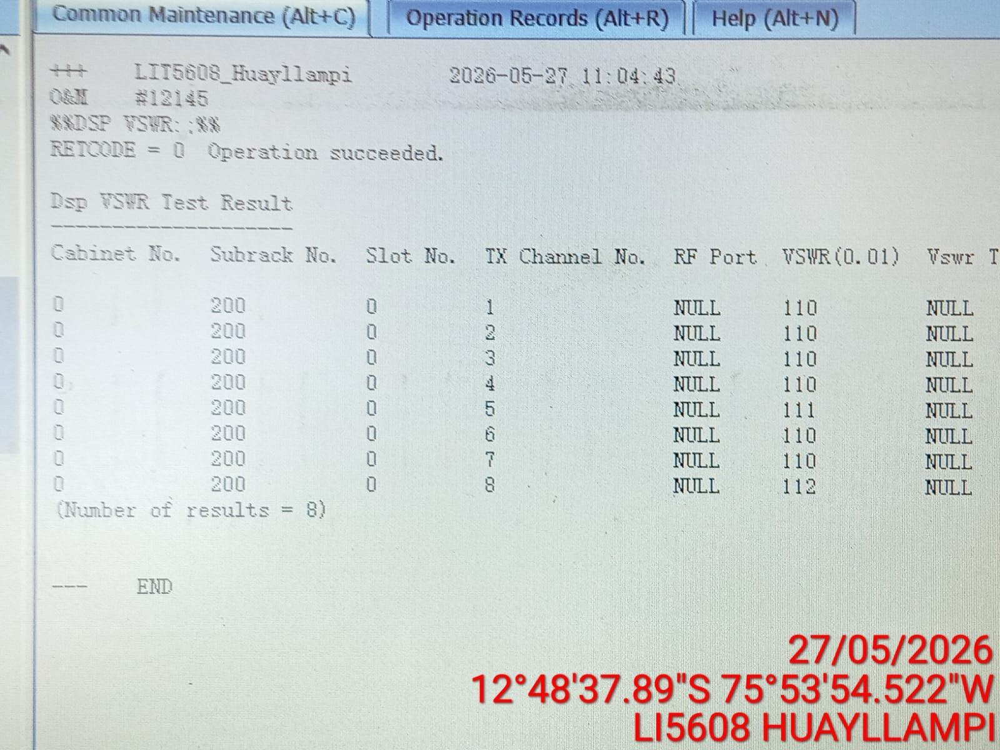 Common Maintenance (Alt+C) Operation Records (Alt+R) Help (Alt+N)
+++ LIT5608_Huayllampi 2026-05-27 11:04:43
O&M #12145
%%DSP VSWR: ;%%
RETCODE = 0 Operation succeeded.
Dsp VSWR Test Result
--------------------
Cabinet No. Subrack No. Slot No. TX Channel No. RF Port VSWR(0.01) Vswr T
0 200 0 1 NULL 110 NULL
0 200 0 2 NULL 110 NULL
0 200 0 3 NULL 110 NULL
0 200 0 4 NULL 110 NULL
0 200 0 5 NULL 111 NULL
0 200 0 6 NULL 110 NULL
0 200 0 7 NULL 110 NULL
0 200 0 8 NULL 112 NULL
(Number of results = 8)
--- END
27/05/2026
12°48'37.89"S 75°53'54.522"W
LI5608 HUAYLLAMPI